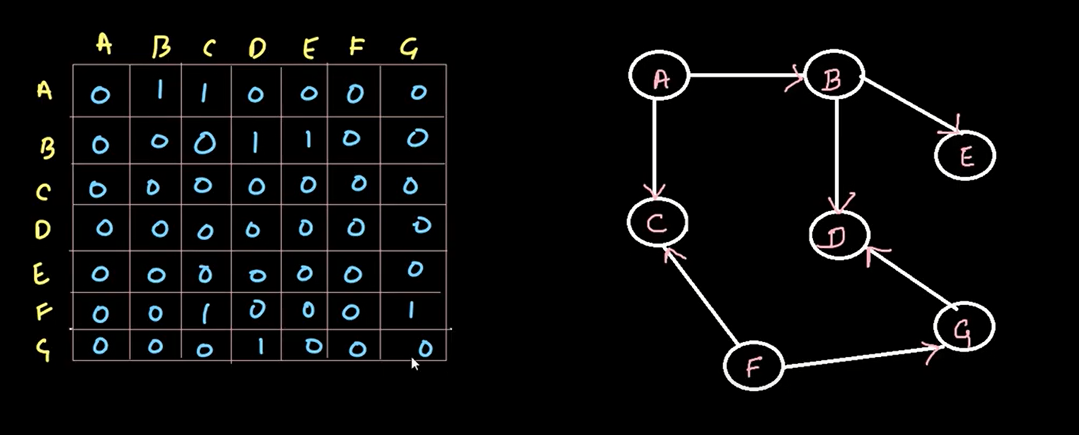 A B C D E F G
A 0 1 1 0 0 0 0
B 0 0 0 1 1 0 0
C 0 0 0 0 0 0 0
D 0 0 0 0 0 0 0
E 0 0 0 0 0 0 0
F 0 0 1 0 0 0 1
G 0 0 0 1 0 0 0
A B
E
C D
G
F